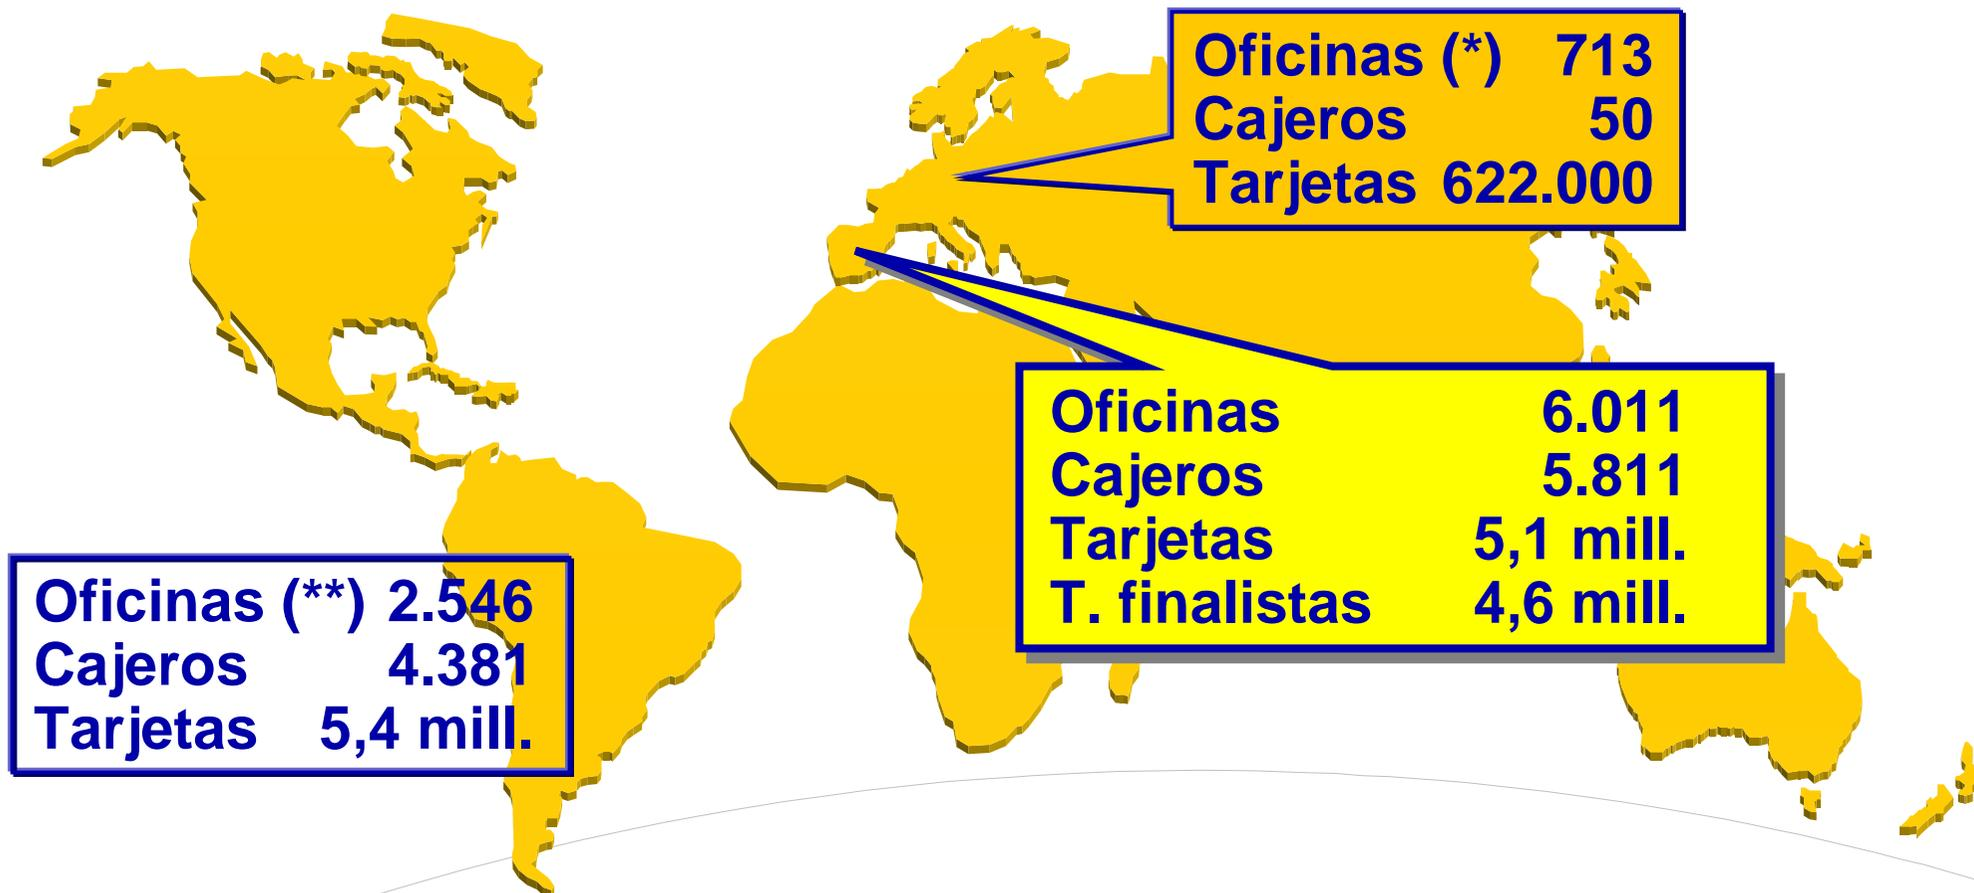 Oficinas (*) 713
Cajeros 50
Tarjetas 622.000
Oficinas 6.011
Cajeros 5.811
Tarjetas 5,1 mill.
T. finalistas 4,6 mill.
Oficinas (**) 2.546
Cajeros 4.381
Tarjetas 5,4 mill.